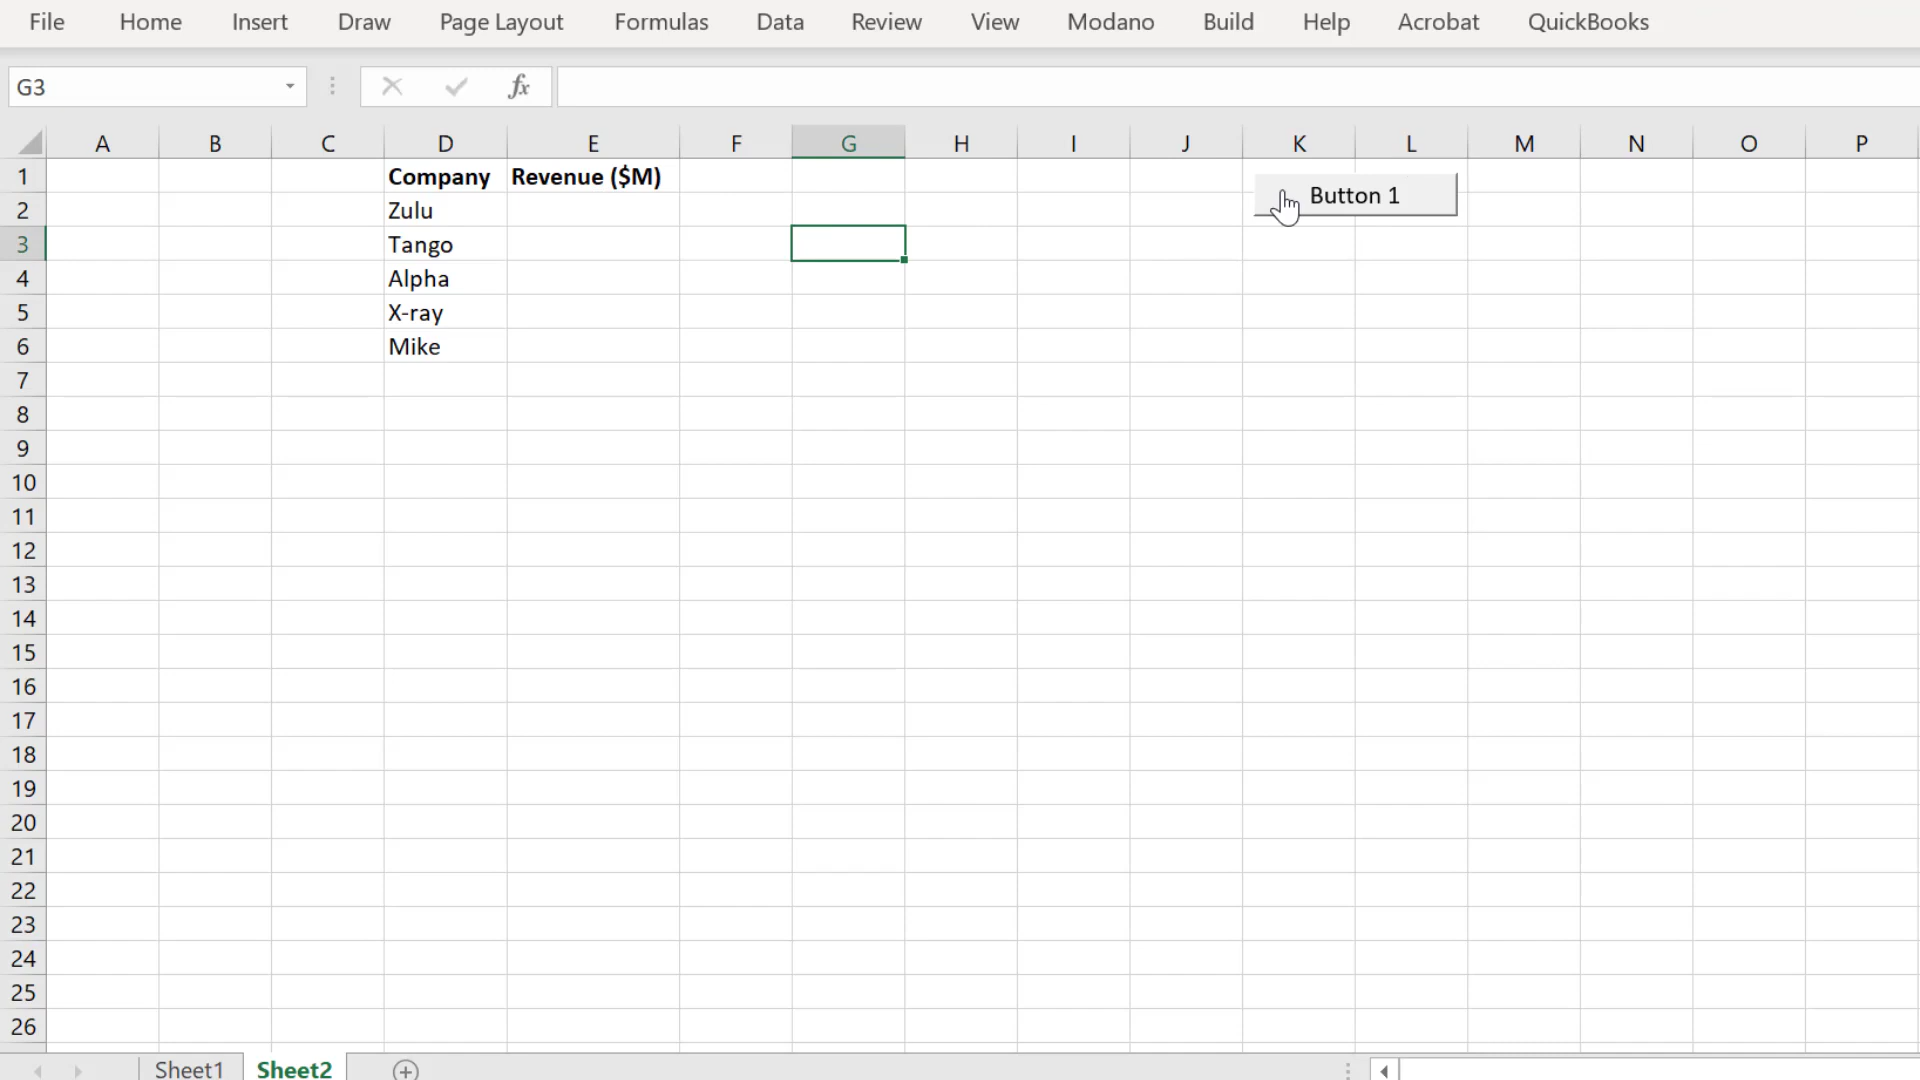 File Home Insert Draw Page Layout Formulas Data Review View Modano Build Help Acrobat QuickBooks
G3 fx
A B C D E F G H I J K L M N O P
1 Company Revenue ($M) Button 1
2 Zulu
3 Tango
4 Alpha
5 X-ray
6 Mike
7
8
9
10
11
12
13
14
15
16
17
18
19
20
21
22
23
24
25
26
Sheet1 Sheet2